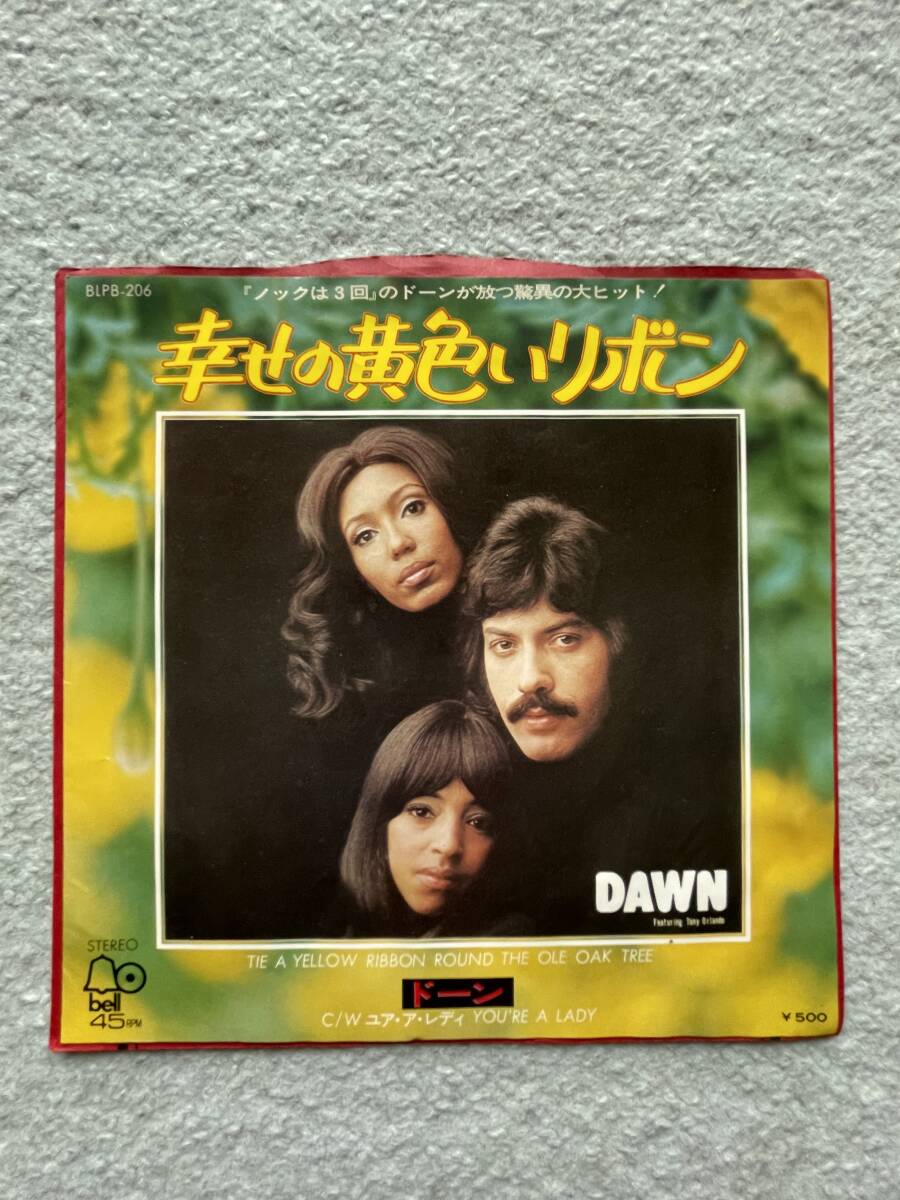 BLPB-206
『ノックは3回』のドーンが放つ驚異の大ヒット!
幸せの黄色いリボン
DAWN
Featuring Tony Orlando
STEREO
TIE A YELLOW RIBBON ROUND THE OLE OAK TREE
bell
ドーン
45RPM
C/W ユア・ア・レディ YOU'RE A LADY
¥500